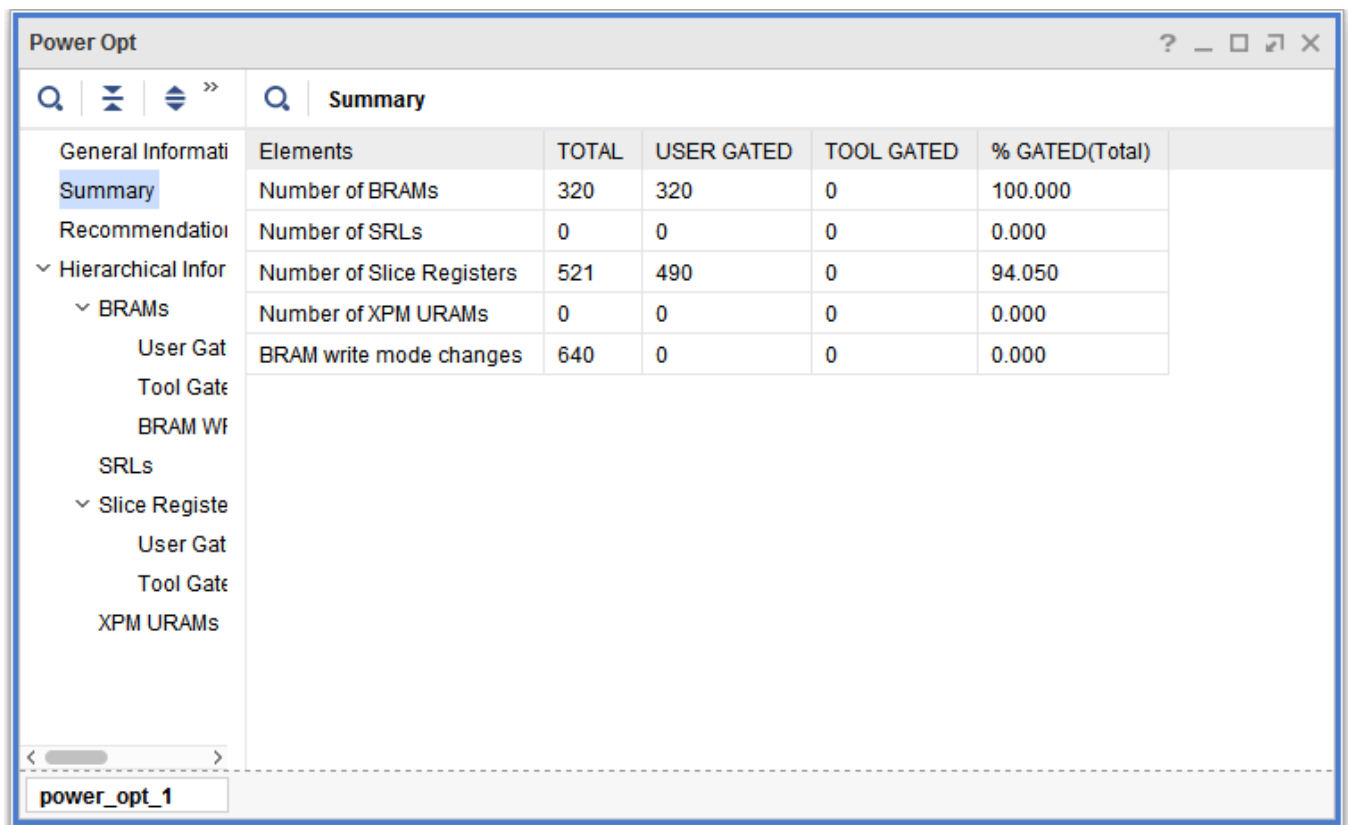 Power Opt
Summary
General Informati
Summary
Recommendation
Hierarchical Infor
BRAMs
User Gat
Tool Gate
BRAM WR
SRLs
Slice Registe
User Gat
Tool Gate
XPM URAMs
Elements TOTAL USER GATED TOOL GATED % GATED(Total)
Number of BRAMs 320 320 0 100.000
Number of SRLs 0 0 0 0.000
Number of Slice Registers 521 490 0 94.050
Number of XPM URAMs 0 0 0 0.000
BRAM write mode changes 640 0 0 0.000
power_opt_1